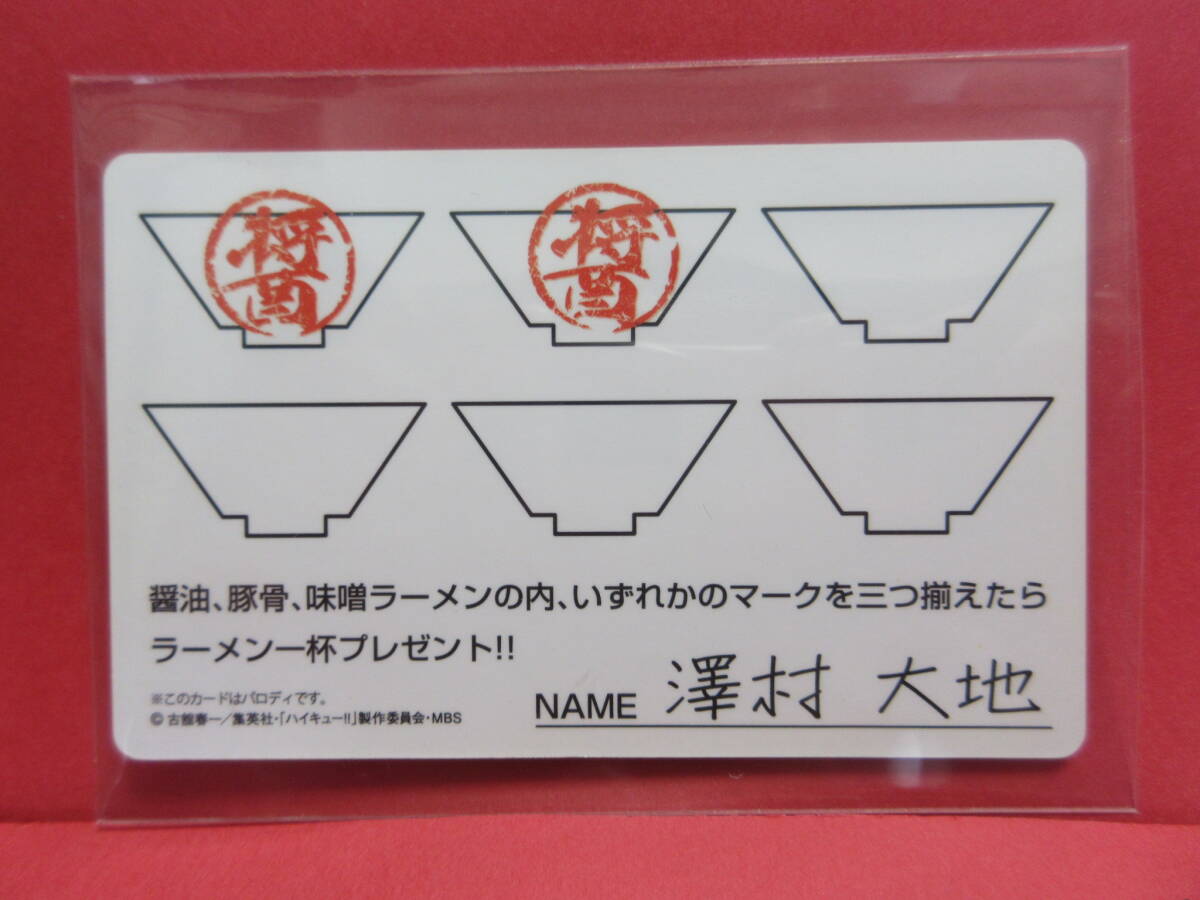 醤 醤
醤油、豚骨、味噌ラーメンの内、いずれかのマークを三つ揃えたら
ラーメン一杯プレゼント!!
※このカードはパロディです。
© 古舘春一／集英社・「ハイキュー!!」製作委員会・MBS
NAME 澤村 大地